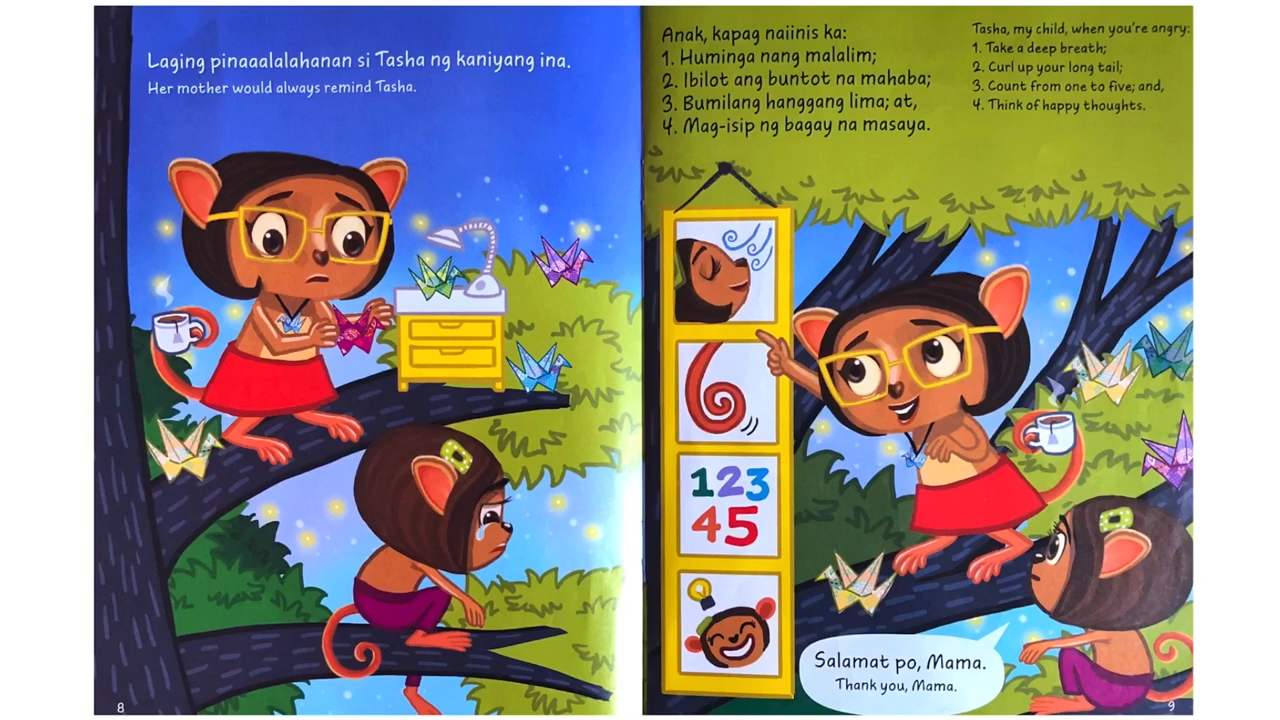 Laging pinaaalalahanan si Tasha ng kaniyang ina.
Her mother would always remind Tasha.
8
Anak, kapag naiinis ka:
1. Huminga nang malalim;
2. Ibilot ang buntot na mahaba;
3. Bumilang hanggang lima; at,
4. Mag-isip ng bagay na masaya.
Tasha, my child, when you're angry:
1. Take a deep breath;
2. Curl up your long tail;
3. Count from one to five; and,
4. Think of happy thoughts.
123
45
Salamat po, Mama.
Thank you, Mama.
9